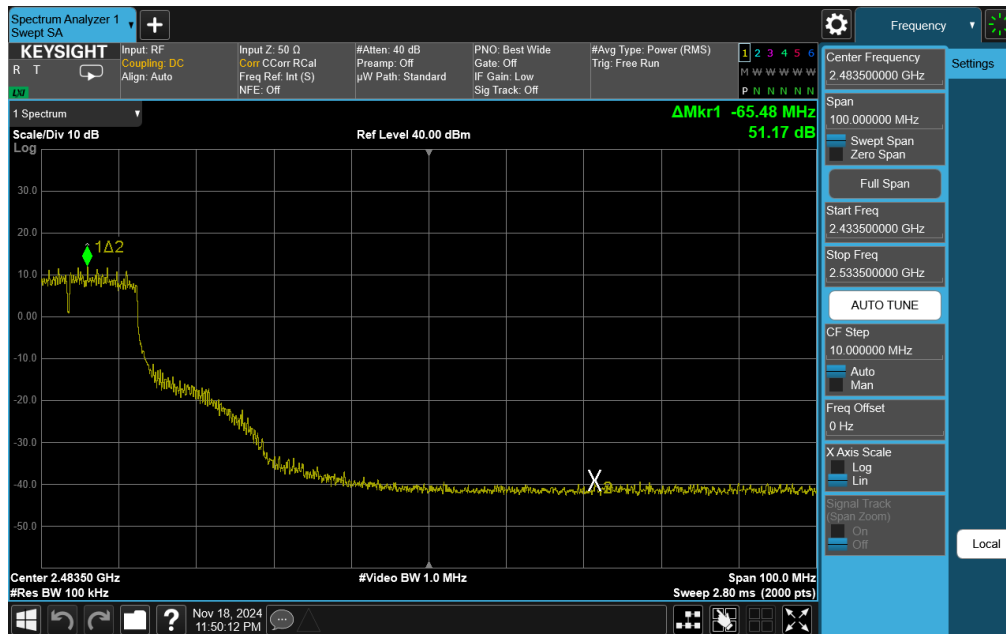 Spectrum Analyzer 1
Swept SA
+
Frequency
KEYSIGHT
R T
LXI
Input: RF
Coupling: DC
Align: Auto
Input Z: 50 Ω
Corr CCorr RCal
Freq Ref: Int (S)
NFE: Off
#Atten: 40 dB
Preamp: Off
µW Path: Standard
PNO: Best Wide
Gate: Off
IF Gain: Low
Sig Track: Off
#Avg Type: Power (RMS)
Trig: Free Run
1 2 3 4 5 6
M W W W W W
P N N N N N
1 Spectrum
ΔMkr1 -65.48 MHz
51.17 dB
Scale/Div 10 dB
Ref Level 40.00 dBm
Log
30.0
20.0
10.0
0.00
-10.0
-20.0
-30.0
-40.0
-50.0
1Δ2
X2
Center 2.48350 GHz
#Video BW 1.0 MHz
Span 100.0 MHz
#Res BW 100 kHz
Sweep 2.80 ms (2000 pts)
?
Nov 18, 2024
11:50:12 PM
Center Frequency
2.483500000 GHz
Span
100.000000 MHz
Swept Span
Zero Span
Full Span
Start Freq
2.433500000 GHz
Stop Freq
2.533500000 GHz
AUTO TUNE
CF Step
10.000000 MHz
Auto
Man
Freq Offset
0 Hz
X Axis Scale
Log
Lin
Signal Track
(Span Zoom)
On
Off
Settings
Local